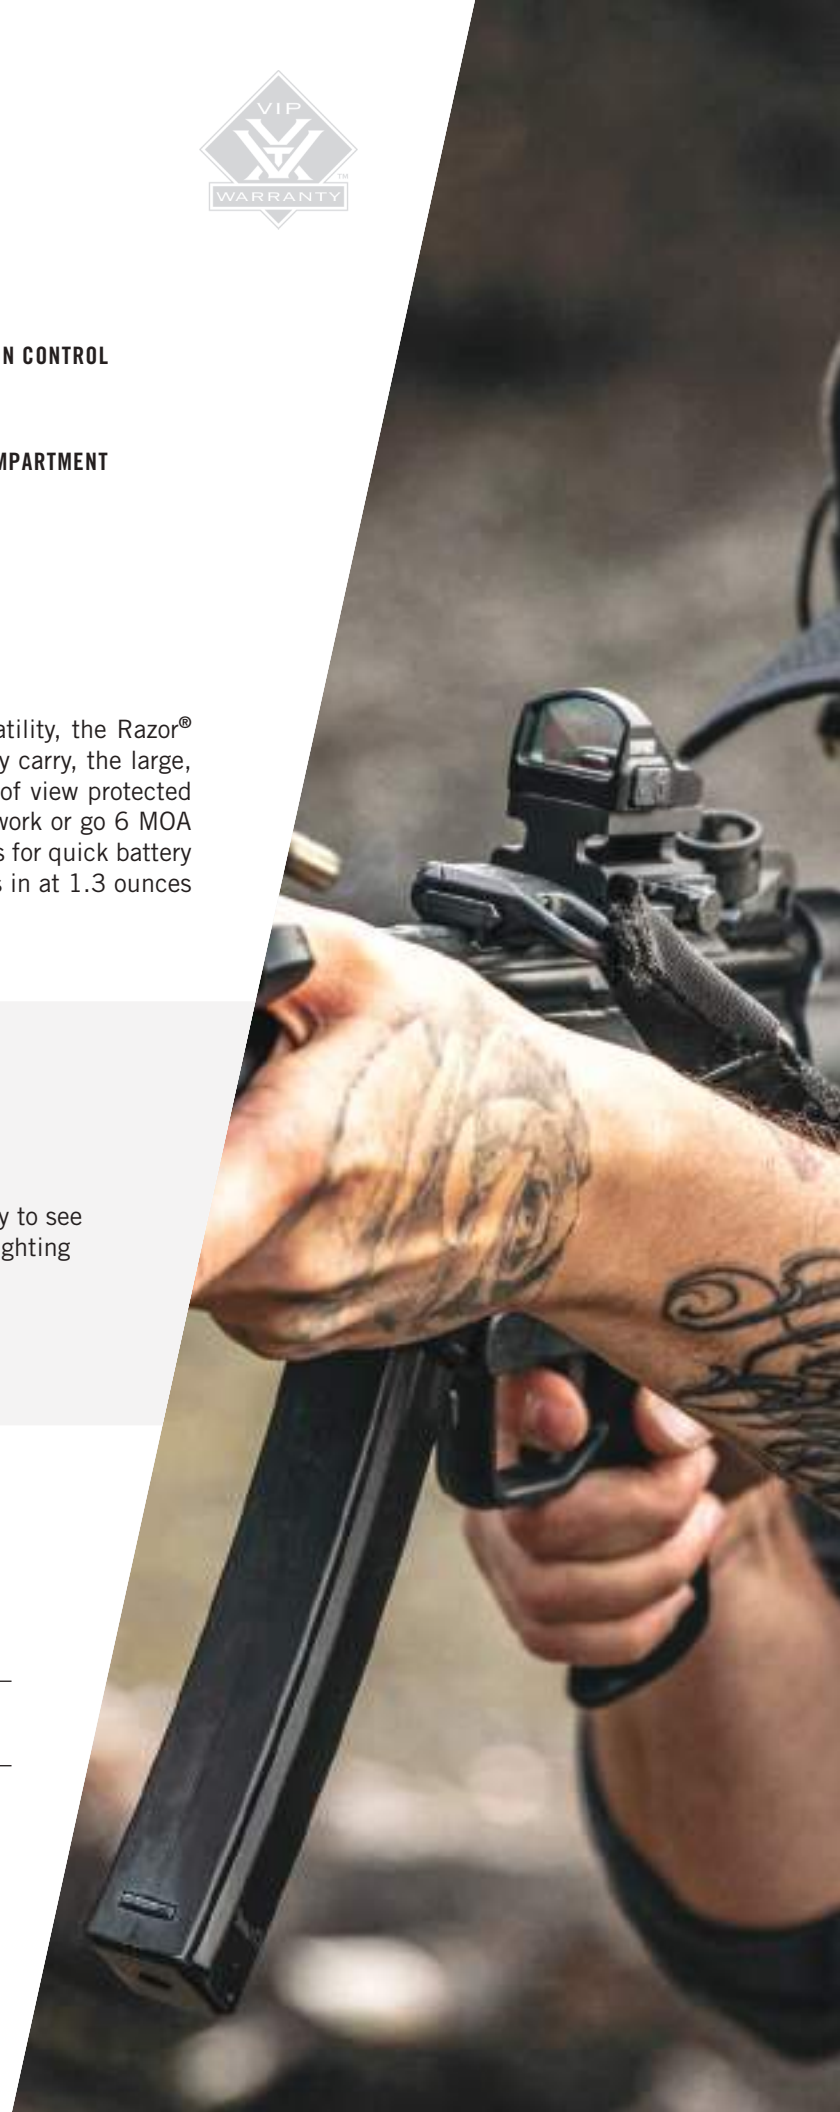 VIP
WARRANTY
TM
N CONTROL
MPARTMENT
atility, the Razor®
y carry, the large,
of view protected
work or go 6 MOA
s for quick battery
s in at 1.3 ounces
y to see
ghting